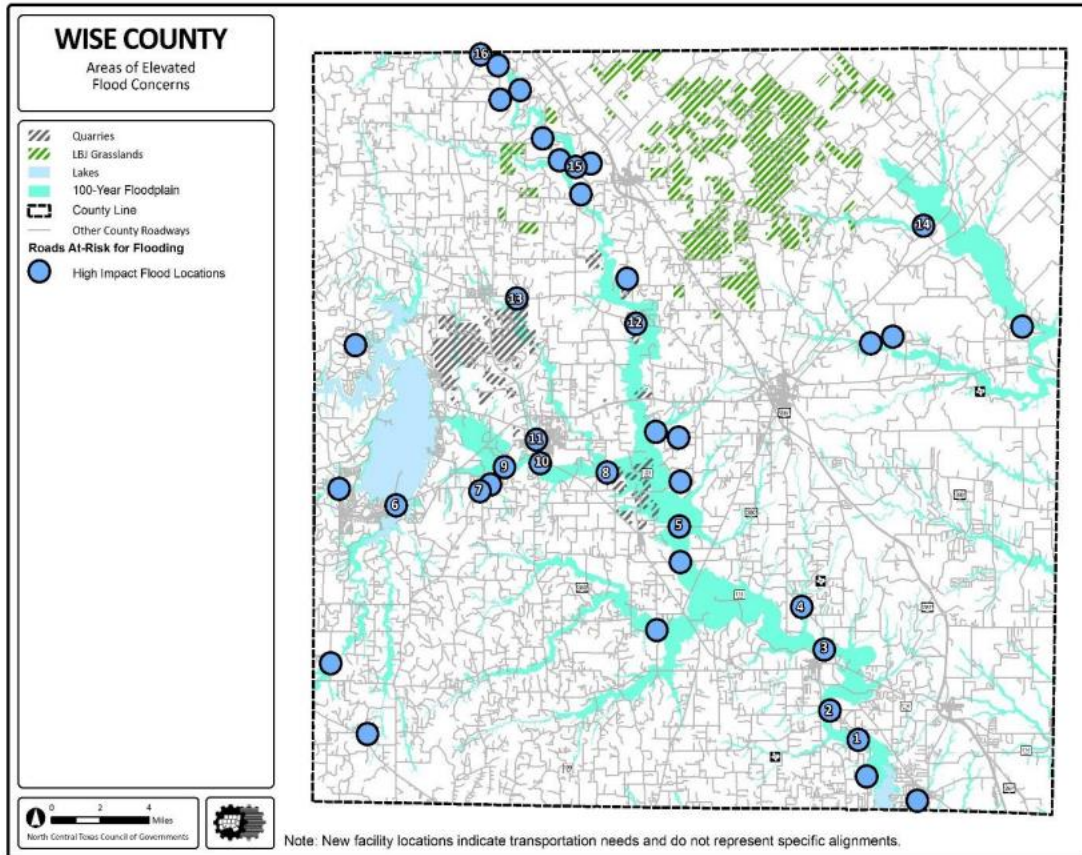 WISE COUNTY
Areas of Elevated
Flood Concerns
Quarries
LBJ Grasslands
Lakes
100-Year Floodplain
County Line
Other County Roadways
Roads At-Risk for Flooding
High Impact Flood Locations
0 2 4
Miles
North Central Texas Council of Governments
16
15
14
13
12
11
10
9
8
7
6
5
4
3
2
1
Note: New facility locations indicate transportation needs and do not represent specific alignments.